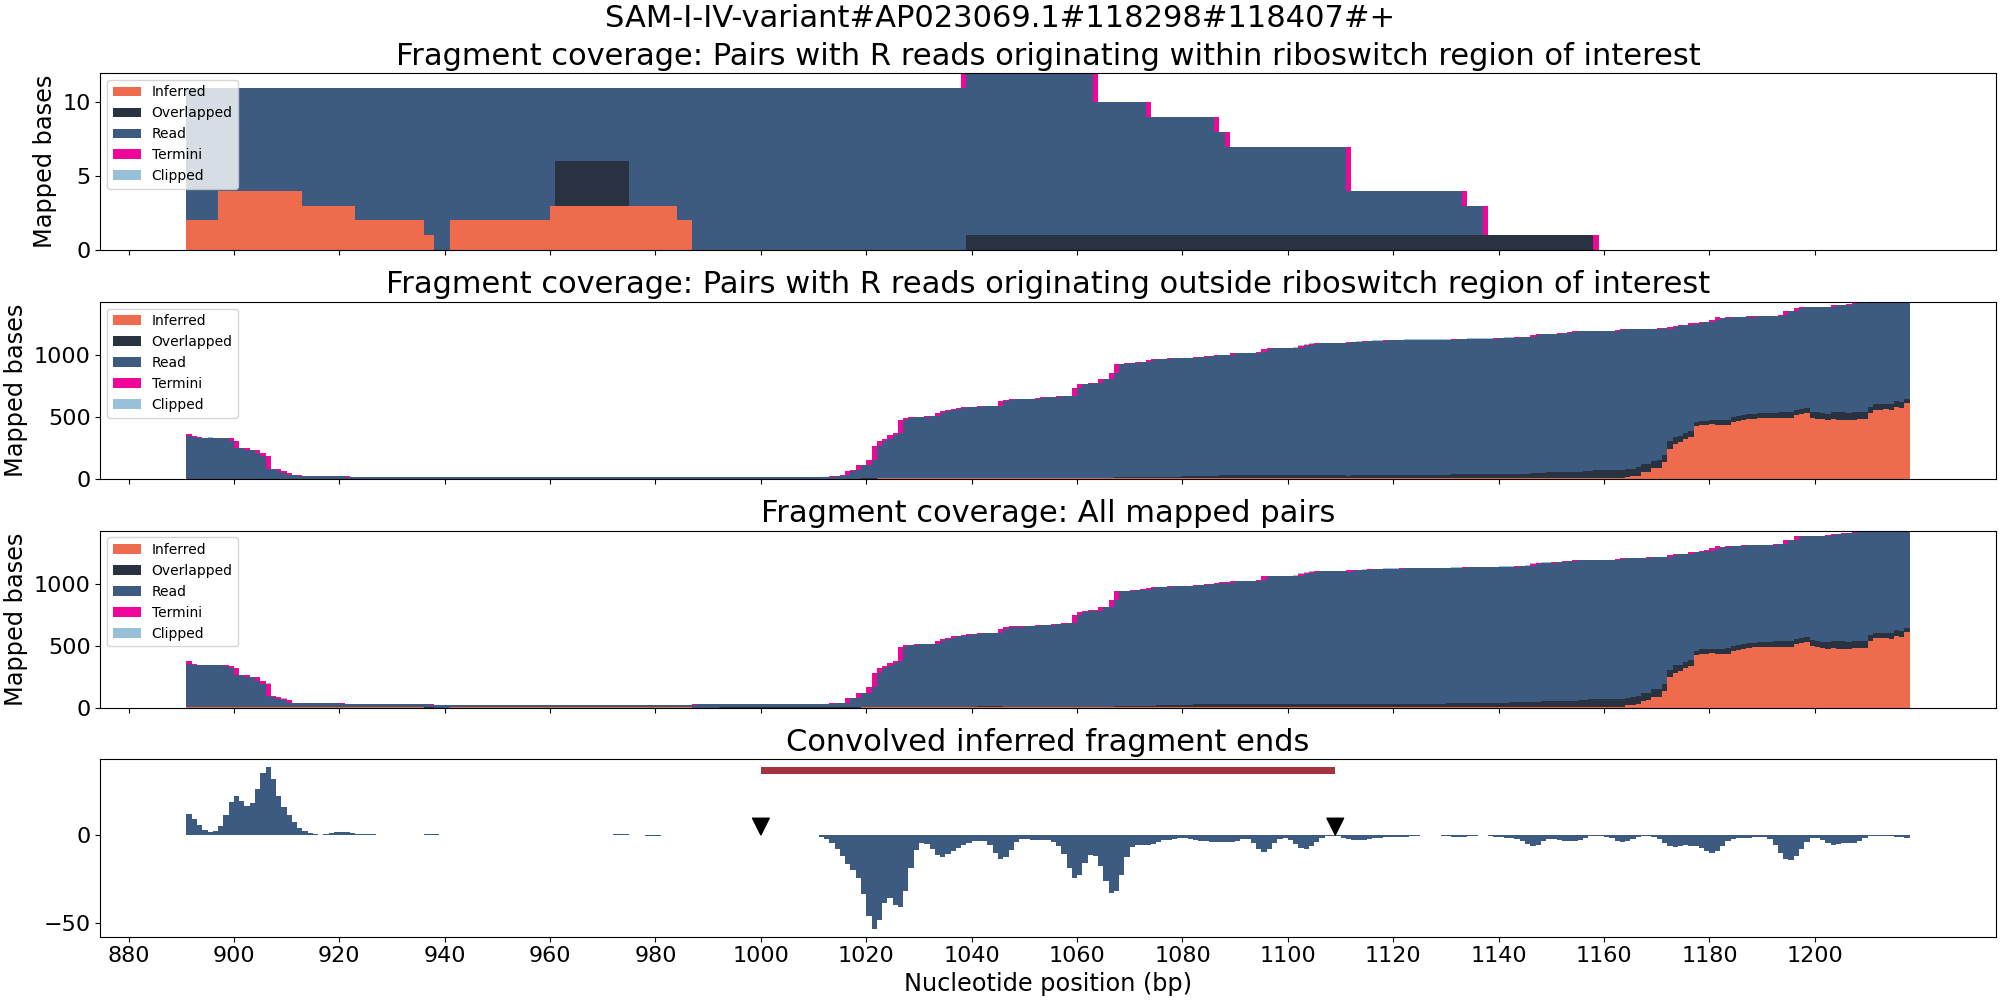 SAM-I-IV-variant#AP023069.1#118298#118407#+
Fragment coverage: Pairs with R reads originating within riboswitch region of interest
Mapped bases
10
5
0
Inferred
Overlapped
Read
Termini
Clipped
Fragment coverage: Pairs with R reads originating outside riboswitch region of interest
Mapped bases
1000
500
0
Inferred
Overlapped
Read
Termini
Clipped
Fragment coverage: All mapped pairs
Mapped bases
1000
500
0
Inferred
Overlapped
Read
Termini
Clipped
Convolved inferred fragment ends
0
−50
880 900 920 940 960 980 1000 1020 1040 1060 1080 1100 1120 1140 1160 1180 1200
Nucleotide position (bp)